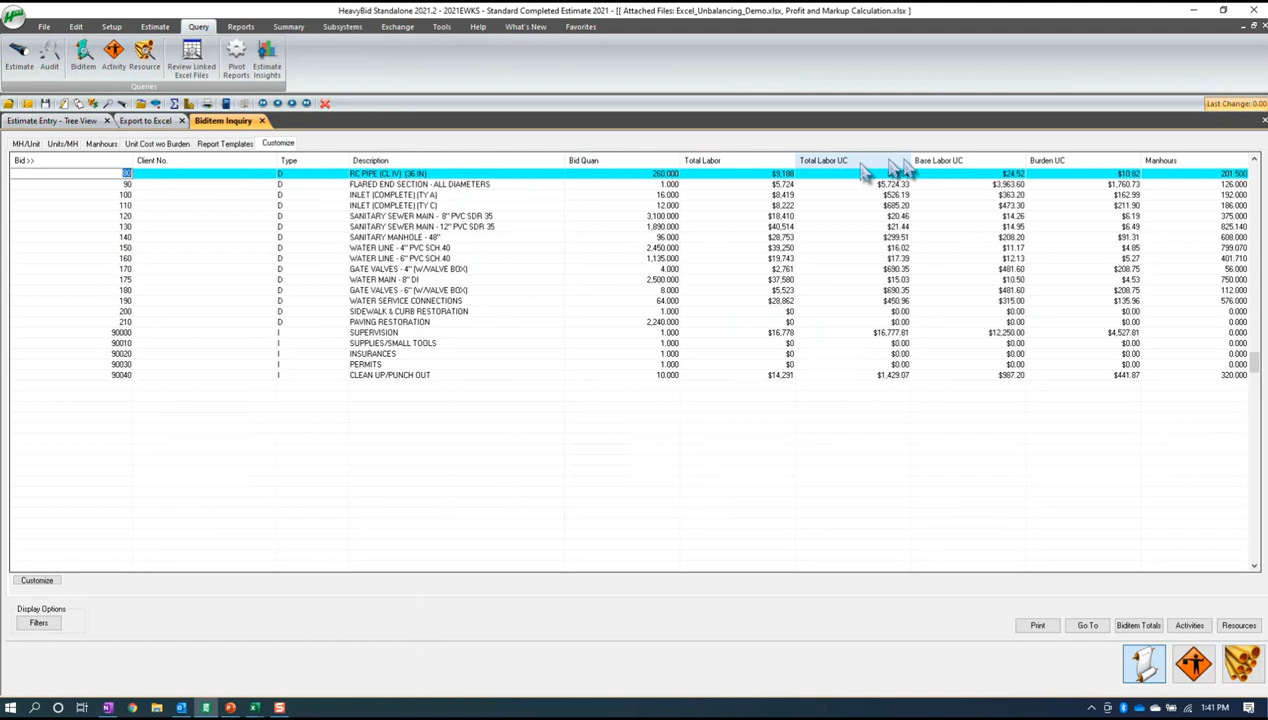 HeavyBid Standalone 2021.2 - 2021EWKS - Standard Completed Estimate 2021 - [[ Attached Files: Excel_Unbalancing_Demo.xlsx, Profit and Markup Calculation.xlsx ]
File Edit Setup Estimate Query Reports Summary Subsystems Exchange Tools Help What's New Favorities
Estimate Audit Biditem Activity Resource Review Linked Excel Files Pivot Reports Estimate Insights
Queries
Last Change: 0.00
Estimate Entry - Tree View Export to Excel Biditem Inquiry
MH/Unit Units/MH Manhours Unit Cost wo Burden Report Templates Customize
Bid >> Client No. Type Description Bid Quan Total Labor Total Labor UC Base Labor UC Burden UC Manhours
80 D RC PIPE (CL IV) (36 IN) 260.000 $9,188 $24.52 $10.82 201.500
90 D FLARED END SECTION - ALL DIAMETERS 1.000 $5,724 $5,724.33 $3,963.60 $1,760.73 126.000
100 D INLET (COMPLETE) (TY A) 16.000 $8,419 $526.19 $363.20 $162.99 192.000
110 D INLET (COMPLETE) (TY C) 12.000 $8,222 $685.20 $473.30 $211.90 186.000
120 D SANITARY SEWER MAIN - 8" PVC SDR 35 3,100.000 $18,410 $20.46 $14.26 $6.19 375.000
130 D SANITARY SEWER MAIN - 12" PVC SDR 35 1,890.000 $40,514 $21.44 $14.95 $6.49 825.140
140 D SANITARY MANHOLE - 48" 96.000 $28,753 $299.51 $208.20 $91.31 608.000
150 D WATER LINE - 4" PVC SCH.40 2,450.000 $39,250 $16.02 $11.17 $4.85 799.070
160 D WATER LINE - 6" PVC SCH.40 1,135.000 $19,743 $17.39 $12.13 $5.27 401.710
170 D GATE VALVES - 4" (W/VALVE BOX) 4.000 $2,761 $690.35 $481.60 $208.75 56.000
175 D WATER MAIN - 8" DI 2,500.000 $37,580 $15.03 $10.50 $4.53 750.000
180 D GATE VALVES - 6" (W/VALVE BOX) 8.000 $5,523 $690.35 $481.60 $208.75 112.000
190 D WATER SERVICE CONNECTIONS 64.000 $28,862 $450.96 $315.00 $135.96 576.000
200 D SIDEWALK & CURB RESTORATION 1.000 $0 $0.00 $0.00 $0.00 0.000
210 D PAVING RESTORATION 2,240.000 $0 $0.00 $0.00 $0.00 0.000
90000 I SUPERVISION 1.000 $16,778 $16,777.81 $12,250.00 $4,527.81 0.000
90010 I SUPPLIES/SMALL TOOLS 1.000 $0 $0.00 $0.00 $0.00 0.000
90020 I INSURANCES 1.000 $0 $0.00 $0.00 $0.00 0.000
90030 I PERMITS 1.000 $0 $0.00 $0.00 $0.00 0.000
90040 I CLEAN UP/PUNCH OUT 10.000 $14,291 $1,429.07 $987.20 $441.87 320.000
Customize
Display Options
Filters
Print Go To Biditem Totals Activities Resources
1:41 PM